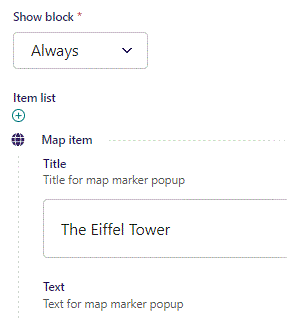 Show block *
Always
Item list
Map item
Title
Title for map marker popup
The Eiffel Tower
Text
Text for map marker popup